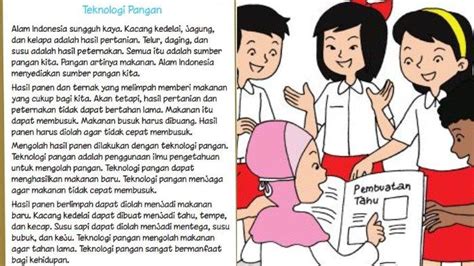 Teknologi Pangan
Alam Indonesia sungguh kaya. Kacang kedelai, jagung,
dan kelapa adalah hasil pertanian. Telur, daging, dan
susu adalah hasil peternakan. Semua itu adalah sumber
pangan kita. Pangan artinya makanan. Alam Indonesia
menyediakan sumber pangan kita.
Hasil panen dan ternak yang melimpah memberi makanan
yang cukup bagi kita. Akan tetapi, hasil pertanian dan
peternakan tidak dapat bertahan lama. Makanan itu
dapat membusuk. Makanan busuk harus dibuang. Hasil
panen harus diolah agar tidak cepat membusuk.
Mengolah hasil panen dilakukan dengan teknologi pangan.
Teknologi pangan adalah penggunaan ilmu pengetahuan
untuk mengolah pangan. Teknologi pangan dapat
menghasilkan makanan baru. Teknologi pangan menjaga
agar makanan tidak cepat membusuk.
Hasil panen berlimpah dapat diolah menjadi makanan
baru. Kacang kedelai dapat dibuat menjadi tahu, tempe,
dan kecap. Susu sapi dapat diolah menjadi mentega, susu
bubuk, dan keju. Teknologi pangan mengolah makanan
agar tahan lama. Teknologi pangan sangat bermanfaat
bagi kehidupan.
Pembuatan
Tahu